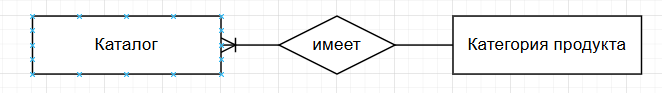 Каталог
имеет
Категория продукта